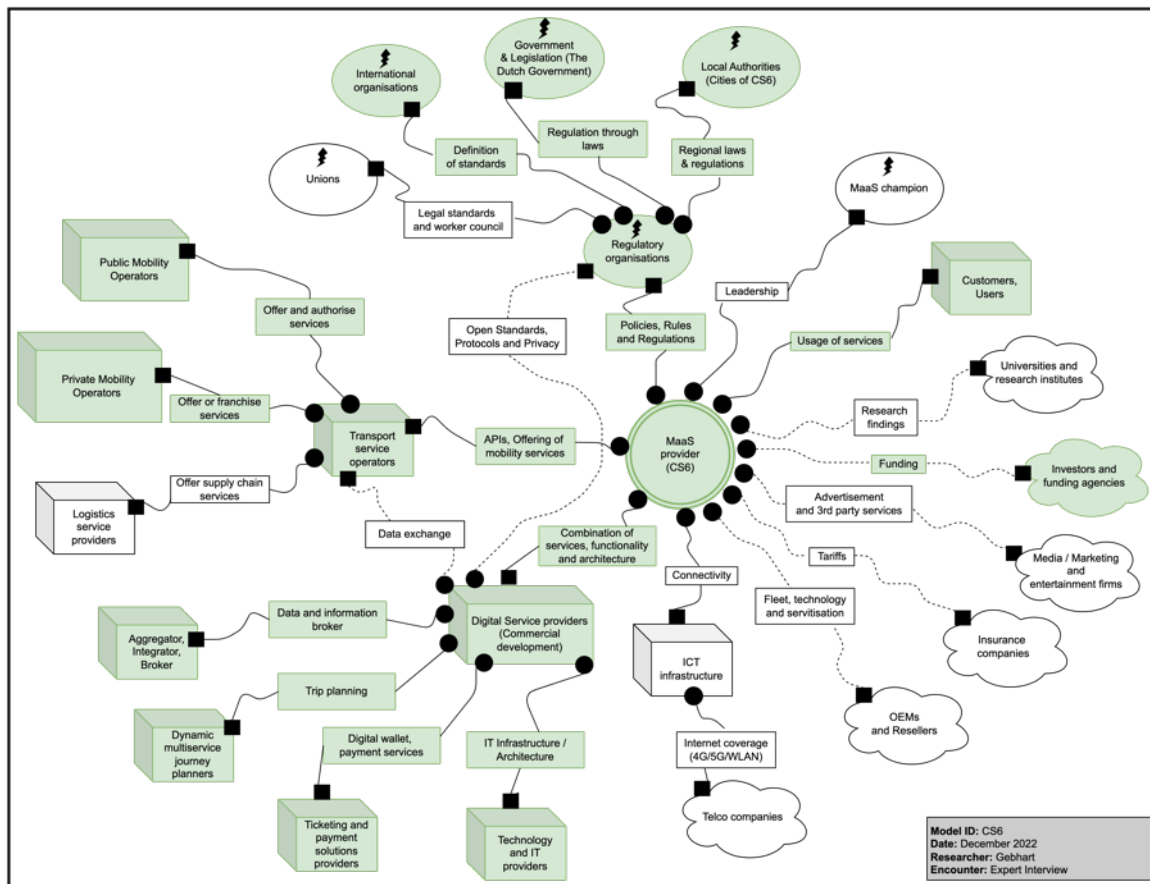 Government
& Legislation (The
Dutch Government)
Local Authorities
(Cities of CS6)
International
organisations
Definition
of standards
Regulation through
laws
Regional laws
& regulations
Unions
MaaS champion
Legal standards
and worker council
Regulatory
organisations
Public Mobility
Operators
Leadership
Customers,
Users
Offer and authorise
services
Open Standards,
Protocols and Privacy
Policies, Rules
and Regulations
Usage of services
Universities and
research institutes
Private Mobility
Operators
Offer or franchise
services
Research
findings
Transport
service
operators
APIs, Offering of
mobility services
MaaS
provider
(CS6)
Funding
Investors and
funding agencies
Offer supply chain
services
Logistics
service
providers
Advertisement
and 3rd party services
Data exchange
Combination of
services, functionality
and architecture
Tariffs
Media / Marketing
and
entertainment firms
Connectivity
Fleet, technology
and servitisation
Data and information
broker
Digital Service providers
(Commercial
development)
Aggregator,
Integrator,
Broker
Insurance
companies
ICT
infrastructure
Trip planning
Dynamic
multiservice
journey
planners
OEMs
and Resellers
Digital wallet,
payment services
IT Infrastructure /
Architecture
Internet coverage
(4G/5G/WLAN)
Telco companies
Ticketing and
payment
solutions
providers
Technology
and IT
providers
Model ID: CS6
Date: December 2022
Researcher: Gebhart
Encounter: Expert Interview